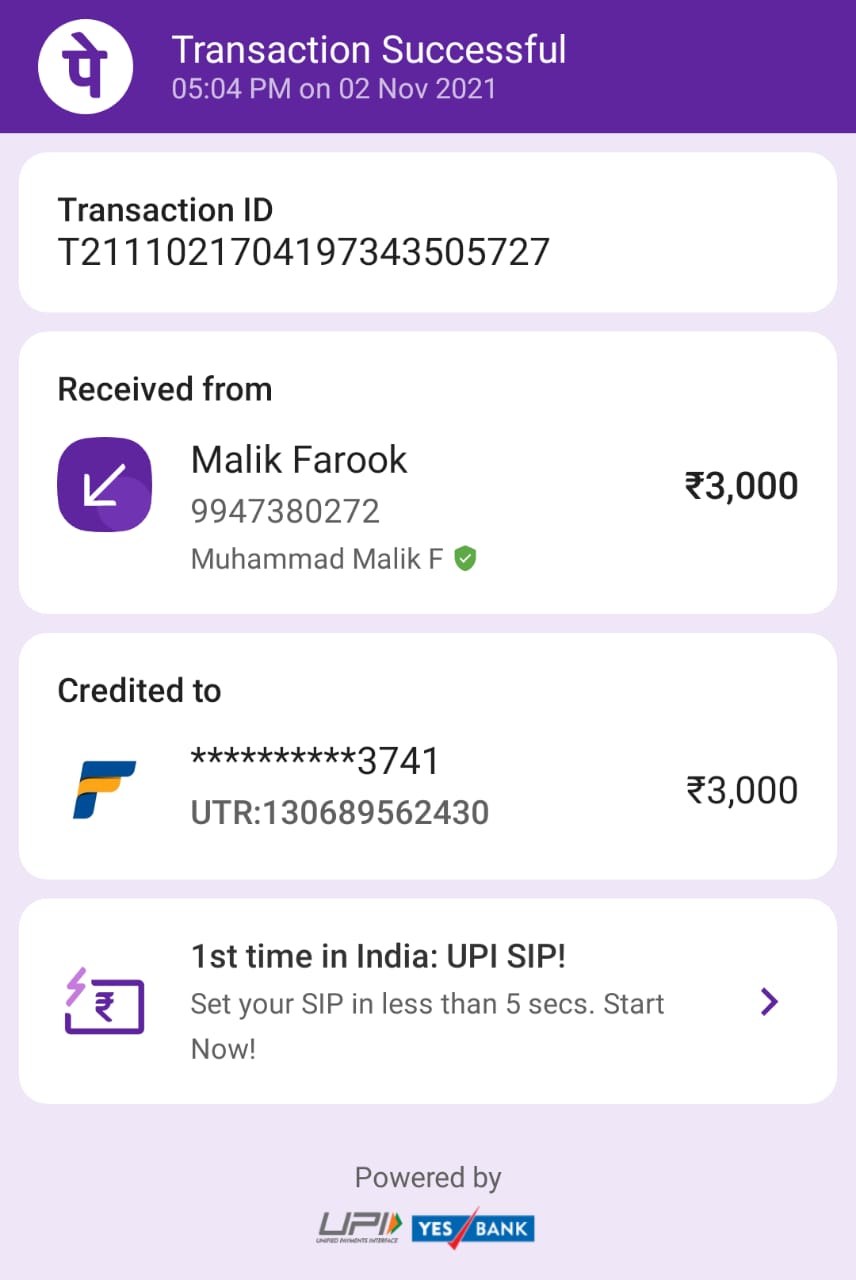 पे
Transaction Successful
05:04 PM on 02 Nov 2021
Transaction ID
T2111021704197343505727
Received from
Malik Farook
9947380272
Muhammad Malik F
₹3,000
Credited to
**********3741
UTR:130689562430
₹3,000
1st time in India: UPI SIP!
Set your SIP in less than 5 secs. Start
Now!
₹
Powered by
UPI
UNIFIED PAYMENTS INTERFACE
YES BANK